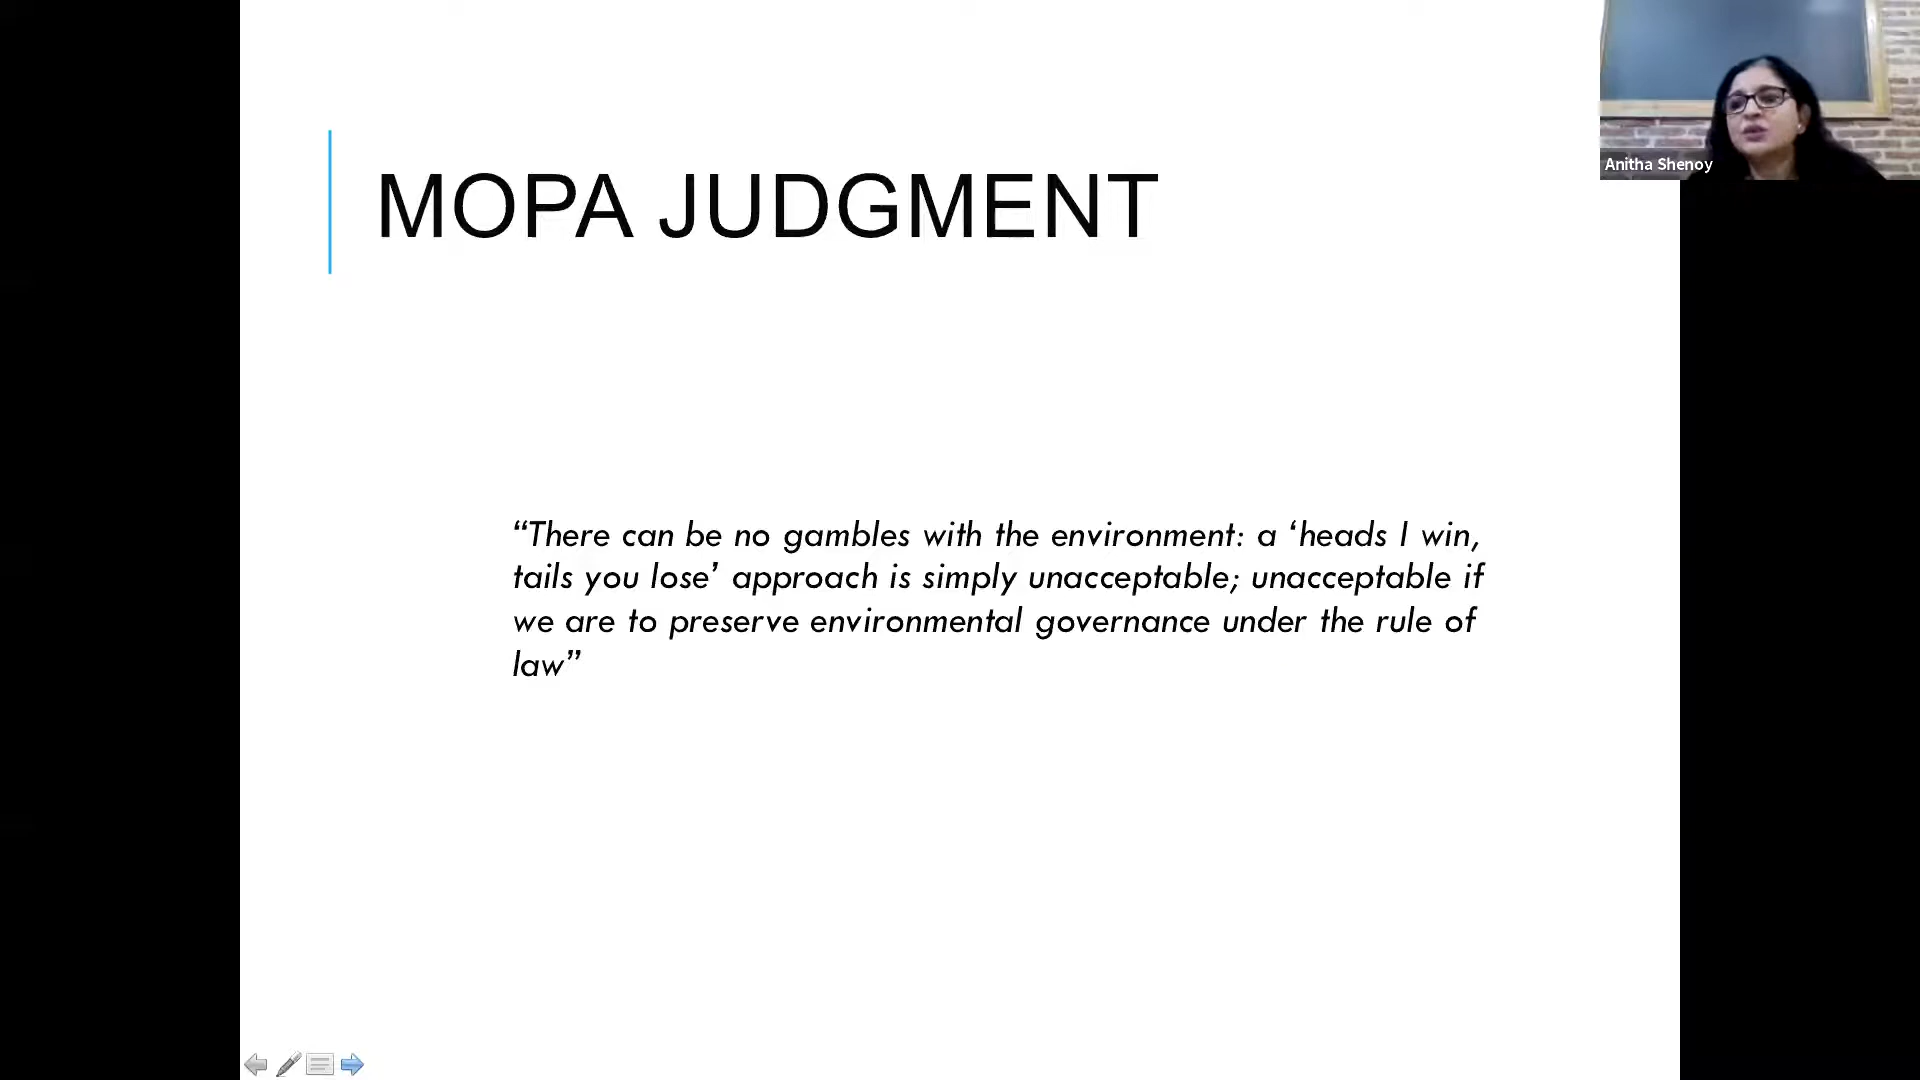 MOPA JUDGMENT
Anitha Shenoy
“There can be no gambles with the environment: a ‘heads I win,
tails you lose’ approach is simply unacceptable; unacceptable if
we are to preserve environmental governance under the rule of
law”